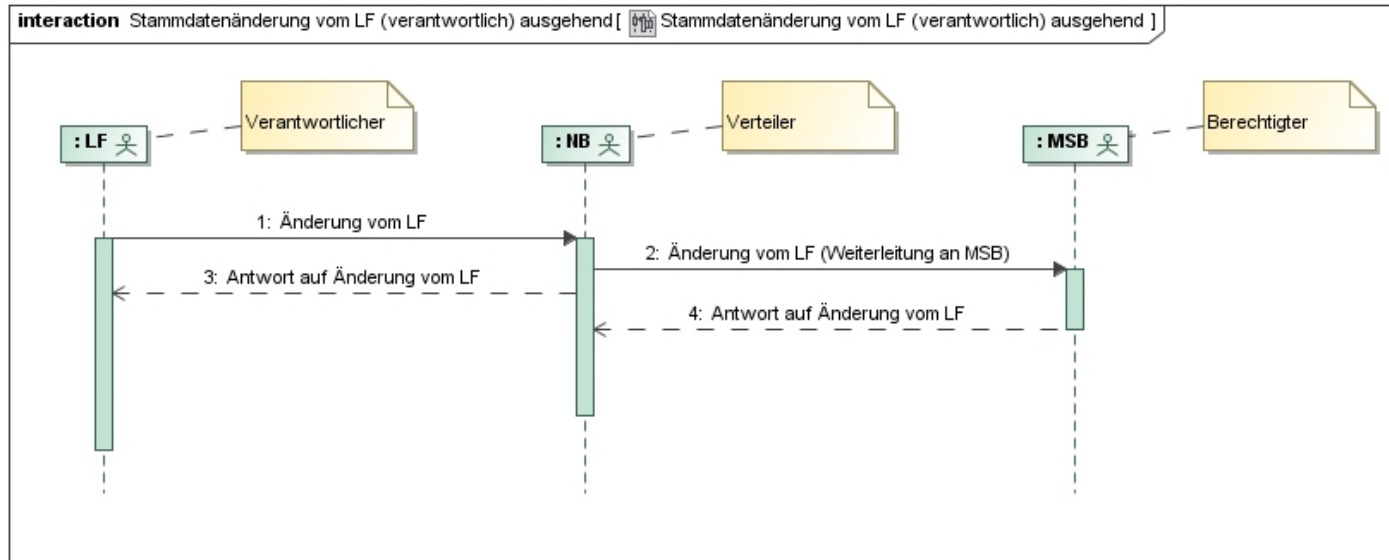 interaction Stammdatenänderung vom LF (verantwortlich) ausgehend [ Stammdatenänderung vom LF (verantwortlich) ausgehend ]
Verantwortlicher
Verteiler
Berechtigter
: LF
: NB
: MSB
1: Änderung vom LF
2: Änderung vom LF (Weiterleitung an MSB)
3: Antwort auf Änderung vom LF
4: Antwort auf Änderung vom LF